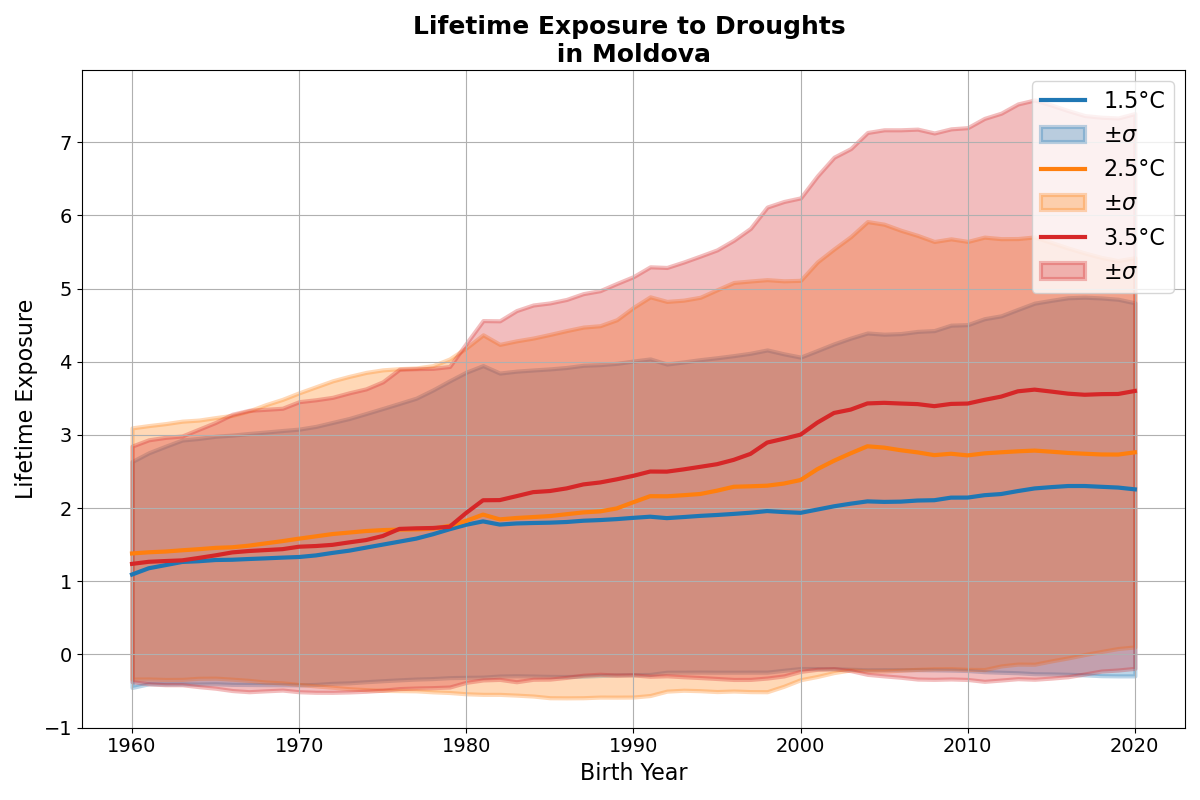 Lifetime Exposure to Droughts
in Moldova
1.5°C
±σ
2.5°C
±σ
3.5°C
±σ
Lifetime Exposure
7
6
5
4
3
2
1
0
−1
1960 1970 1980 1990 2000 2010 2020
Birth Year